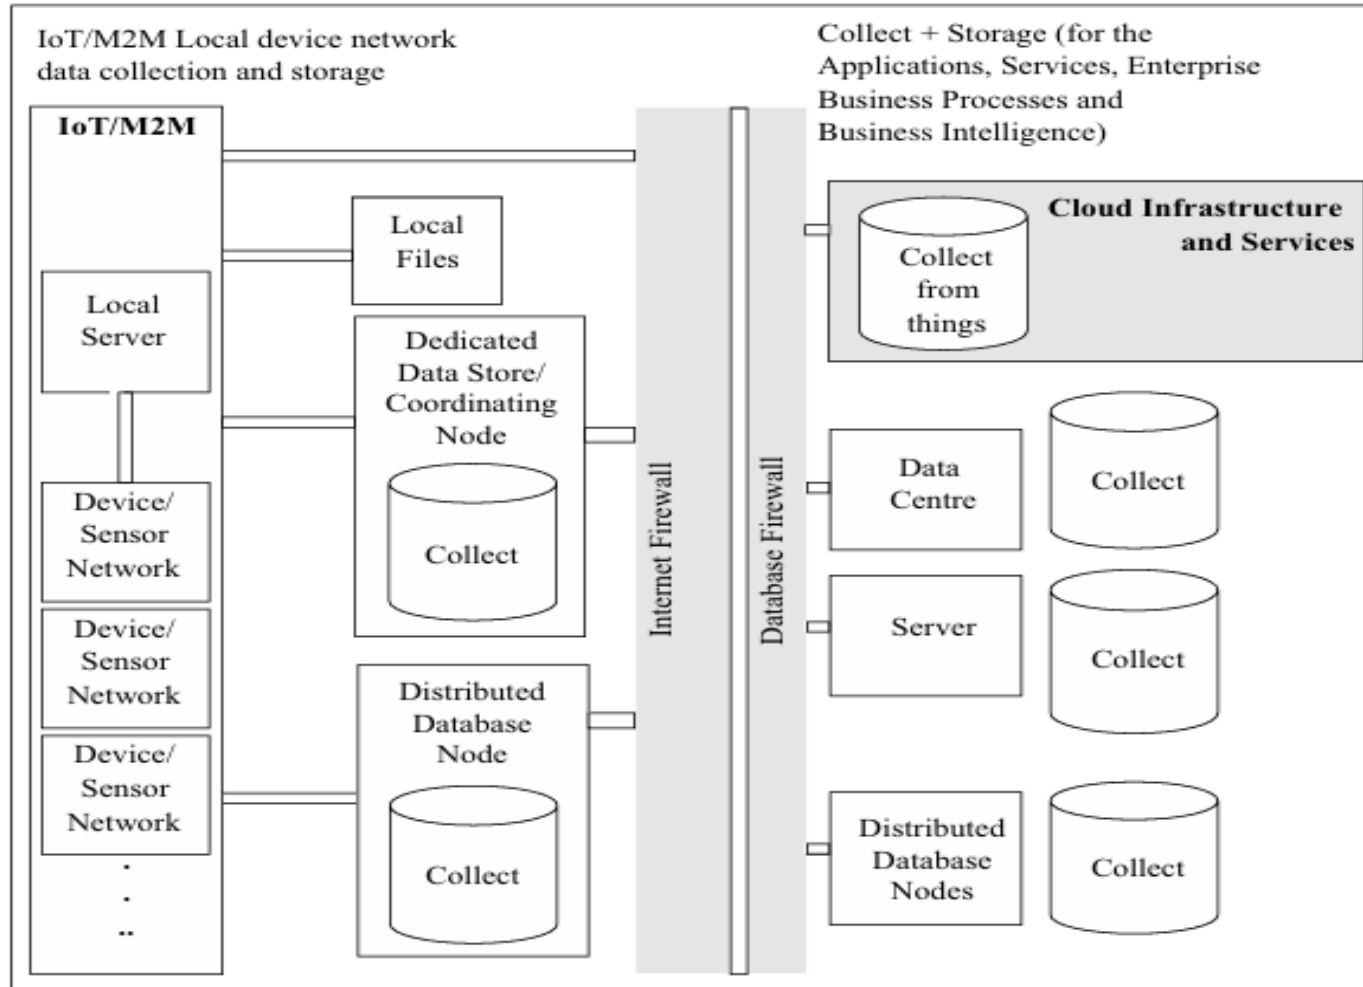 IoT/M2M Local device network
data collection and storage
IoT/M2M
Local
Server
Device/
Sensor
Network
Device/
Sensor
Network
Device/
Sensor
Network
.
.
..
Local
Files
Dedicated
Data Store/
Coordinating
Node
Collect
Distributed
Database
Node
Collect
Internet Firewall
Database Firewall
Collect + Storage (for the
Applications, Services, Enterprise
Business Processes and
Business Intelligence)
Cloud Infrastructure
and Services
Collect
from
things
Data
Centre
Collect
Server
Collect
Distributed
Database
Nodes
Collect